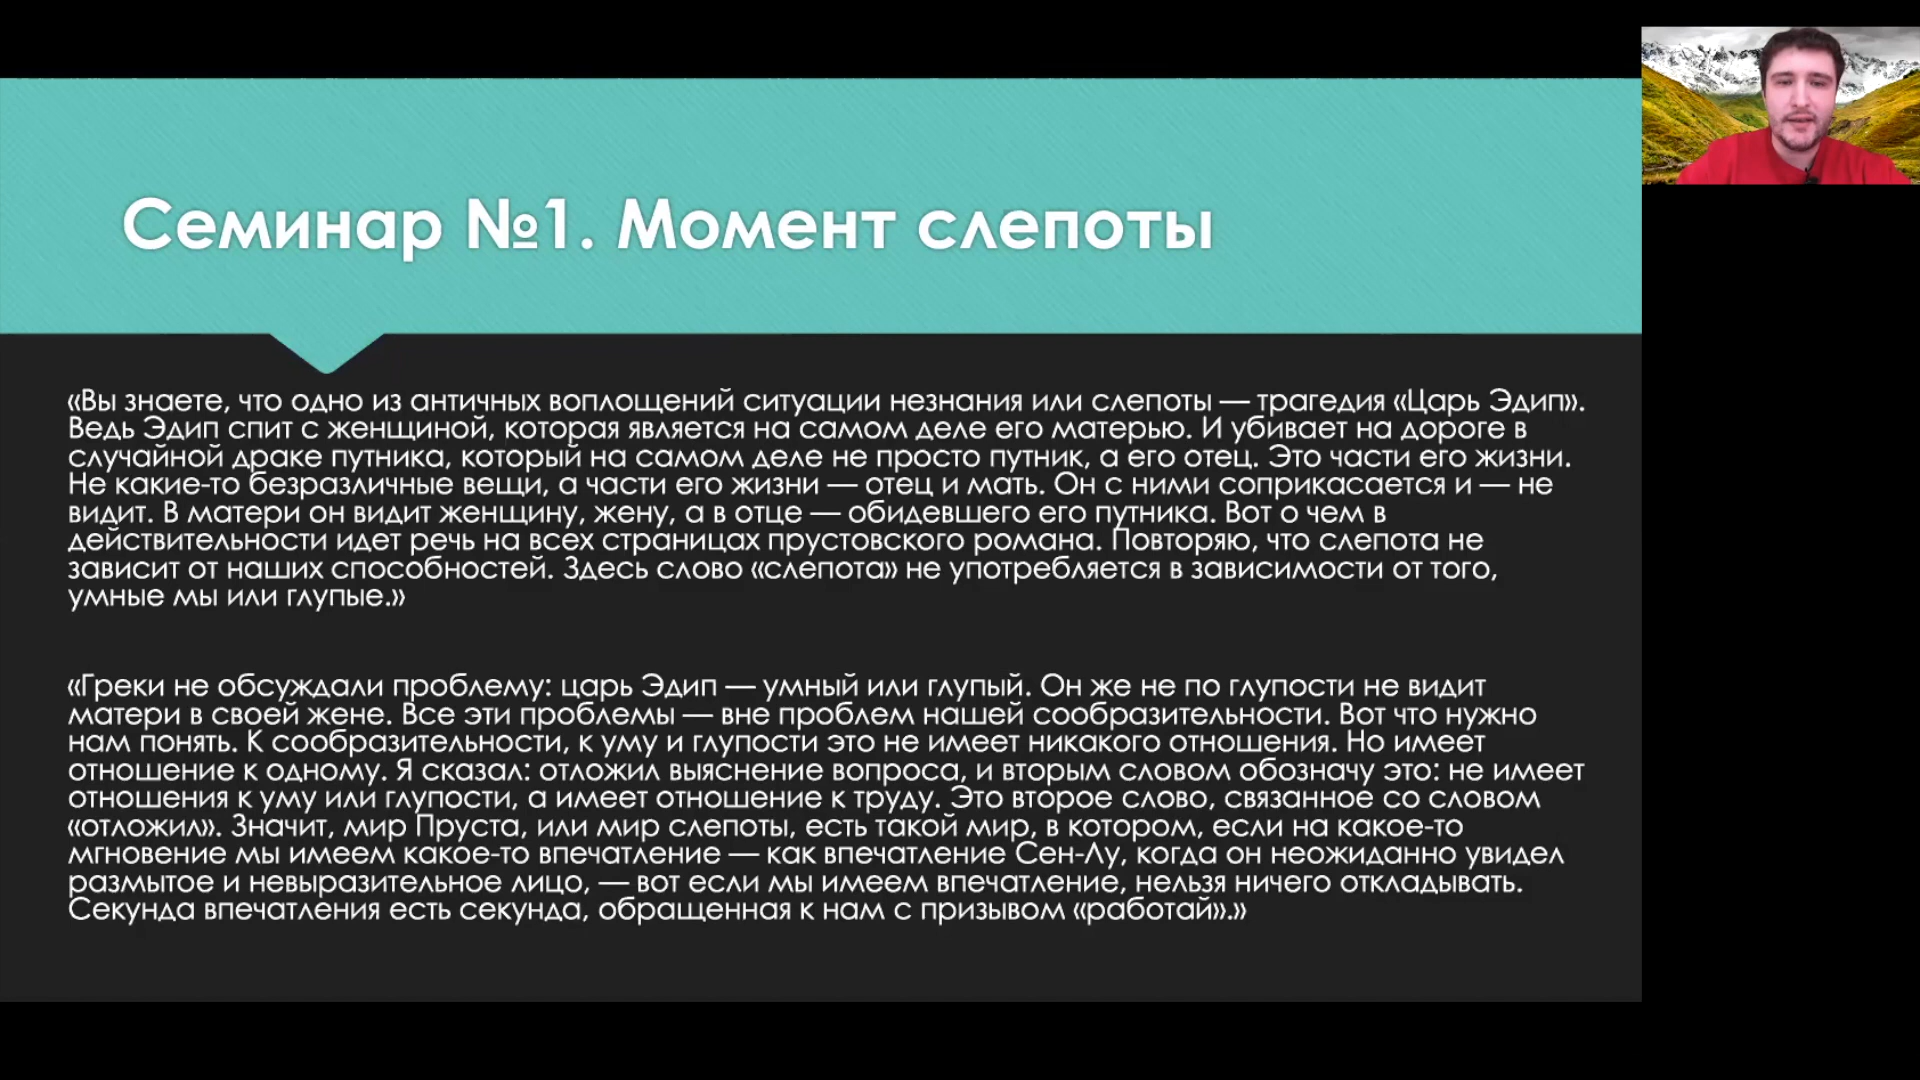 Семинар №1. Момент слепоты
«Вы знаете, что одно из античных воплощений ситуации незнания или слепоты — трагедия «Царь Эдип».
Ведь Эдип спит с женщиной, которая является на самом деле его матерью. И убивает на дороге в
случайной драке путника, который на самом деле не просто путник, а его отец. Это части его жизни.
Не какие-то безразличные вещи, а части его жизни — отец и мать. Он с ними соприкасается и — не
видит. В матери он видит женщину, жену, а в отце — обидевшего его путника. Вот о чем в
действительности идет речь на всех страницах прустовского романа. Повторяю, что слепота не
зависит от наших способностей. Здесь слово «слепота» не употребляется в зависимости от того,
умные мы или глупые.»
«Греки не обсуждали проблему: царь Эдип — умный или глупый. Он же не по глупости не видит
матери в своей жене. Все эти проблемы — вне проблем нашей сообразительности. Вот что нужно
нам понять. К сообразительности, к уму и глупости это не имеет никакого отношения. Но имеет
отношение к одному. Я сказал: отложил выяснение вопроса, и вторым словом обозначу это: не имеет
отношения к уму или глупости, а имеет отношение к труду. Это второе слово, связанное со словом
«отложил». Значит, мир Пруста, или мир слепоты, есть такой мир, в котором, если на какое-то
мгновение мы имеем какое-то впечатление — как впечатление Сен-Лу, когда он неожиданно увидел
размытое и невыразительное лицо, — вот если мы имеем впечатление, нельзя ничего откладывать.
Секунда впечатления есть секунда, обращенная к нам с призывом «работай».»